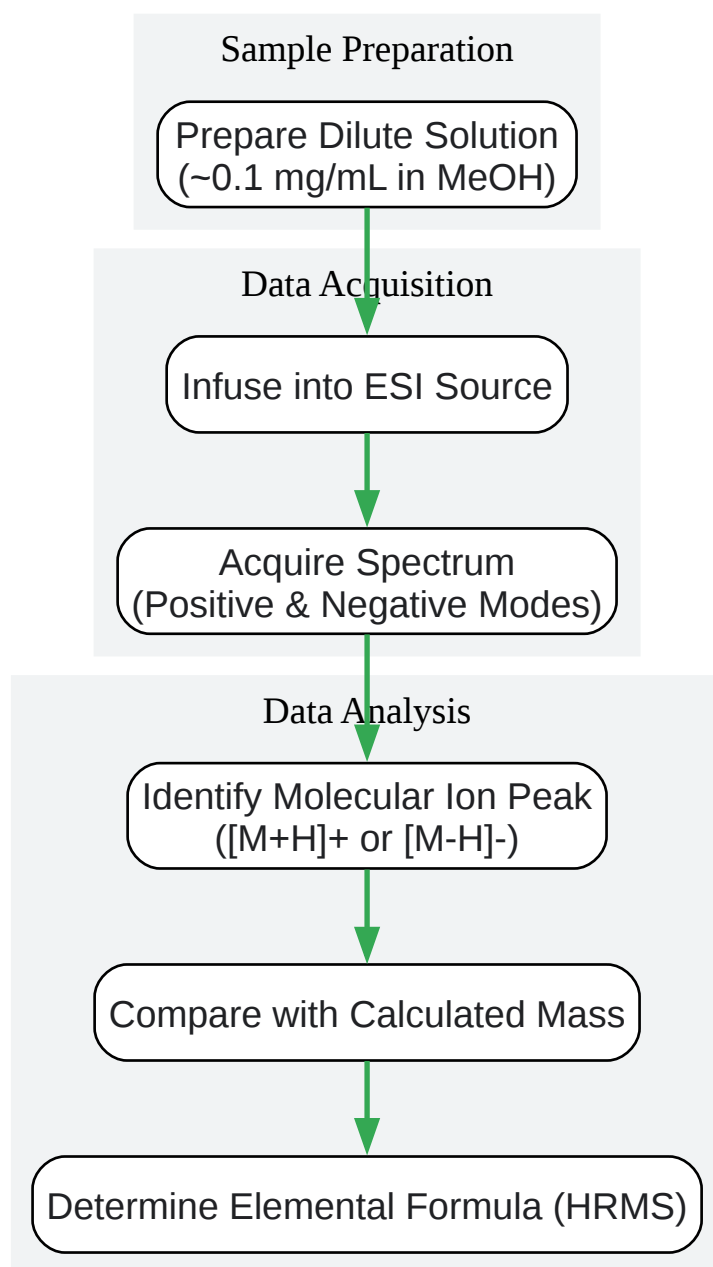 Sample Preparation
Prepare Dilute Solution
(~0.1 mg/mL in MeOH)
Data Acquisition
Infuse into ESI Source
Acquire Spectrum
(Positive & Negative Modes)
Data Analysis
Identify Molecular Ion Peak
([M+H]+ or [M-H]-)
Compare with Calculated Mass
Determine Elemental Formula (HRMS)